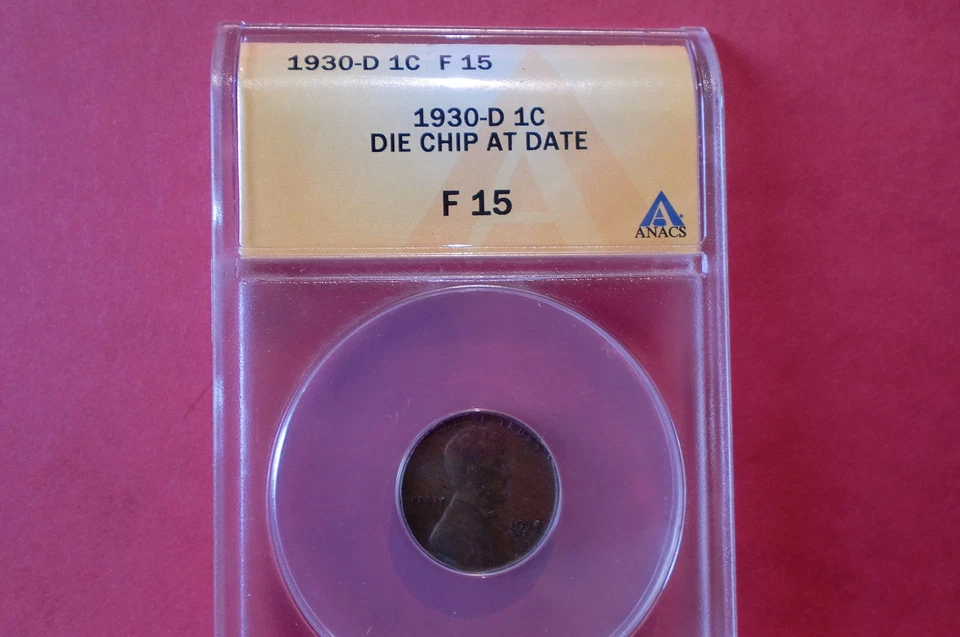 1930-D 1C F 15
1930-D 1C
DIE CHIP AT DATE
F 15
ANACS